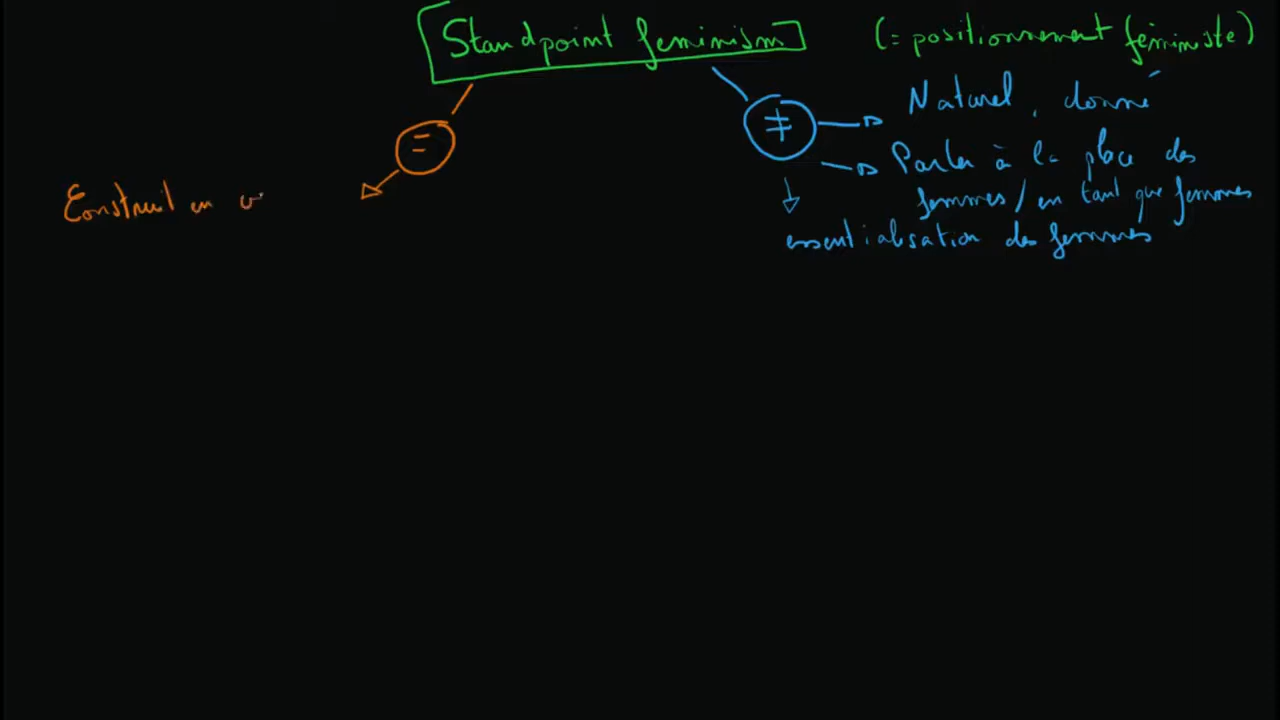 Standpoint feminism (= positionnement féministe)
=
≠
Naturel, donné
Parler à la place des
femmes / en tant que femmes
essentialisation des femmes
Construit en